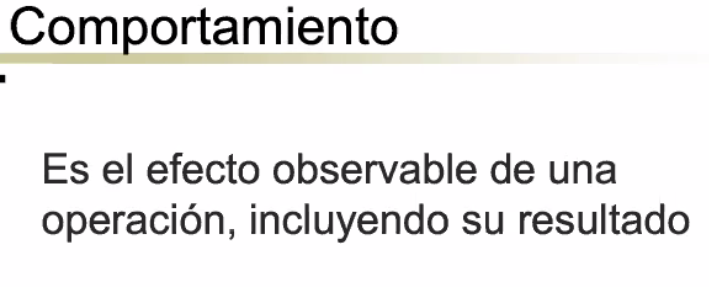 Comportamiento
Es el efecto observable de una
operación, incluyendo su resultado